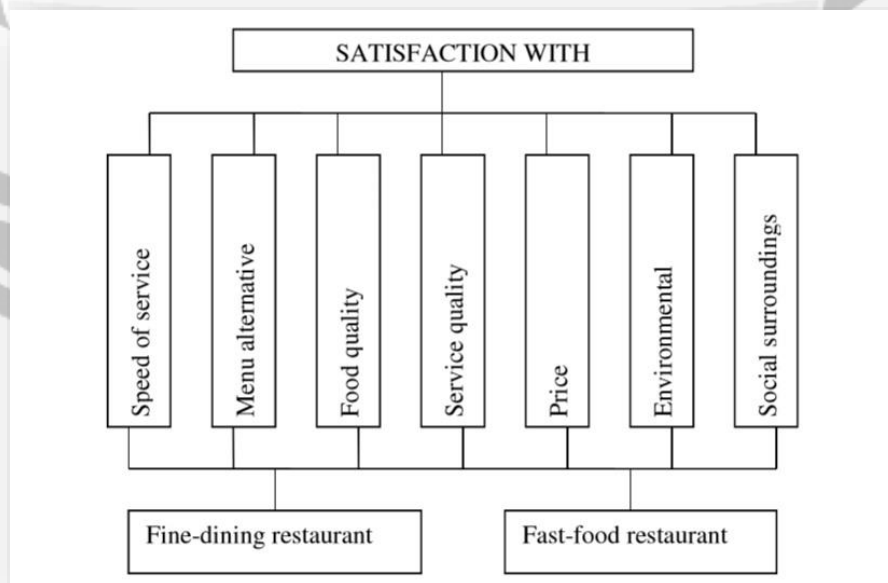 SATISFACTION WITH
Speed of service
Menu alternative
Food quality
Service quality
Price
Environmental
Social surroundings
Fine-dining restaurant
Fast-food restaurant